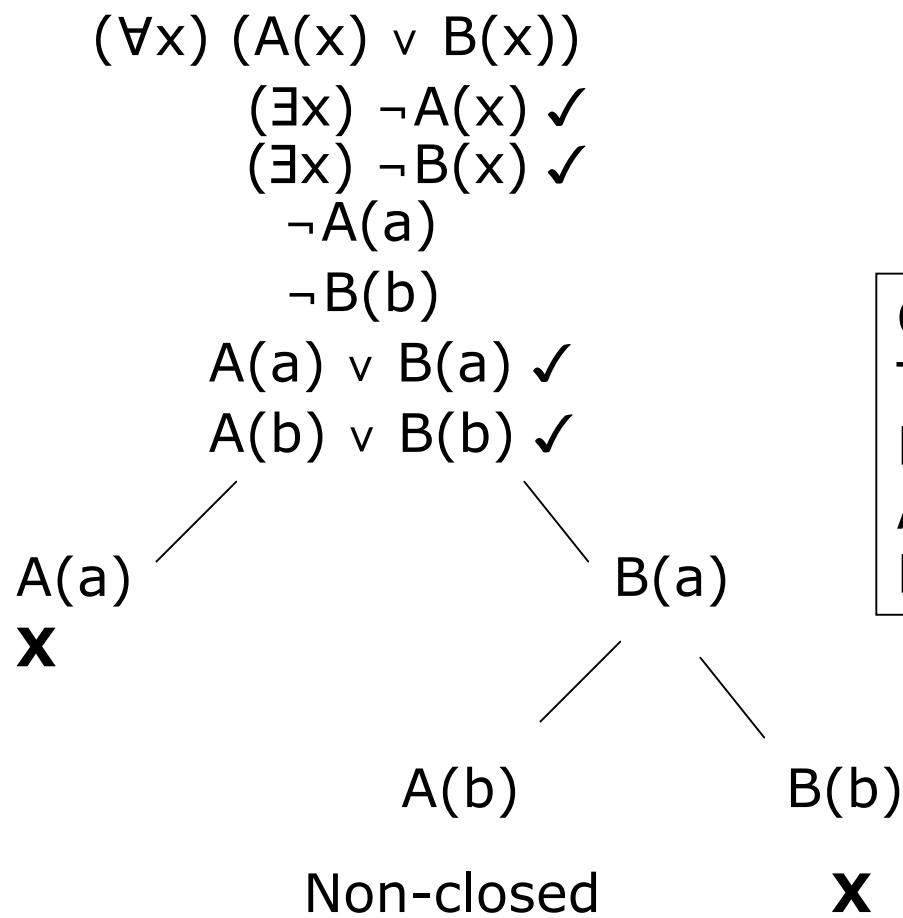 (∀x) (A(x) ∨ B(x))
(∃x) ¬A(x) ✓
(∃x) ¬B(x) ✓
¬A(a)
¬B(b)
A(a) ∨ B(a) ✓
A(b) ∨ B(b) ✓
A(a) B(a)
X
A(b) B(b)
Non-closed X